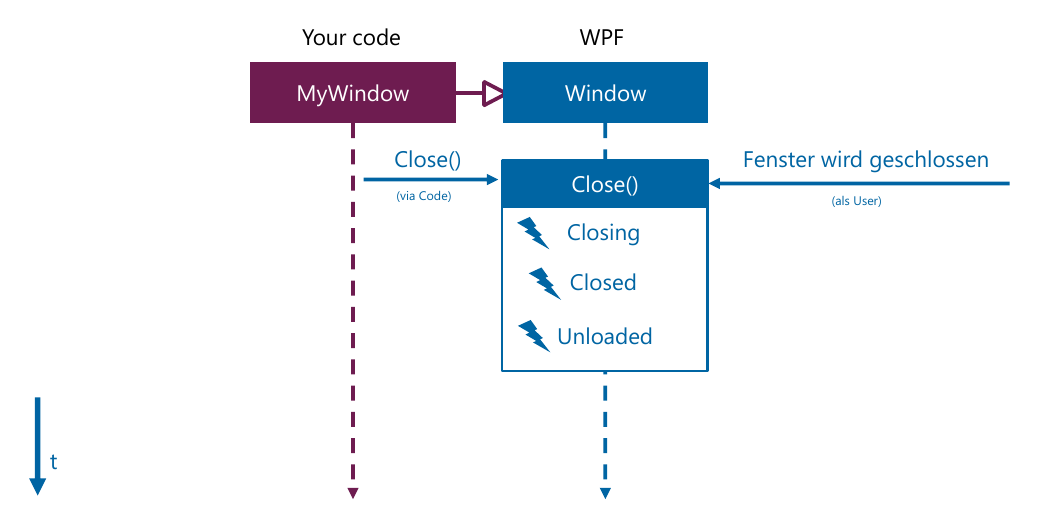 Your code
WPF
MyWindow
Window
Close()
(via Code)
Close()
Fenster wird geschlossen
(als User)
Closing
Closed
Unloaded
t